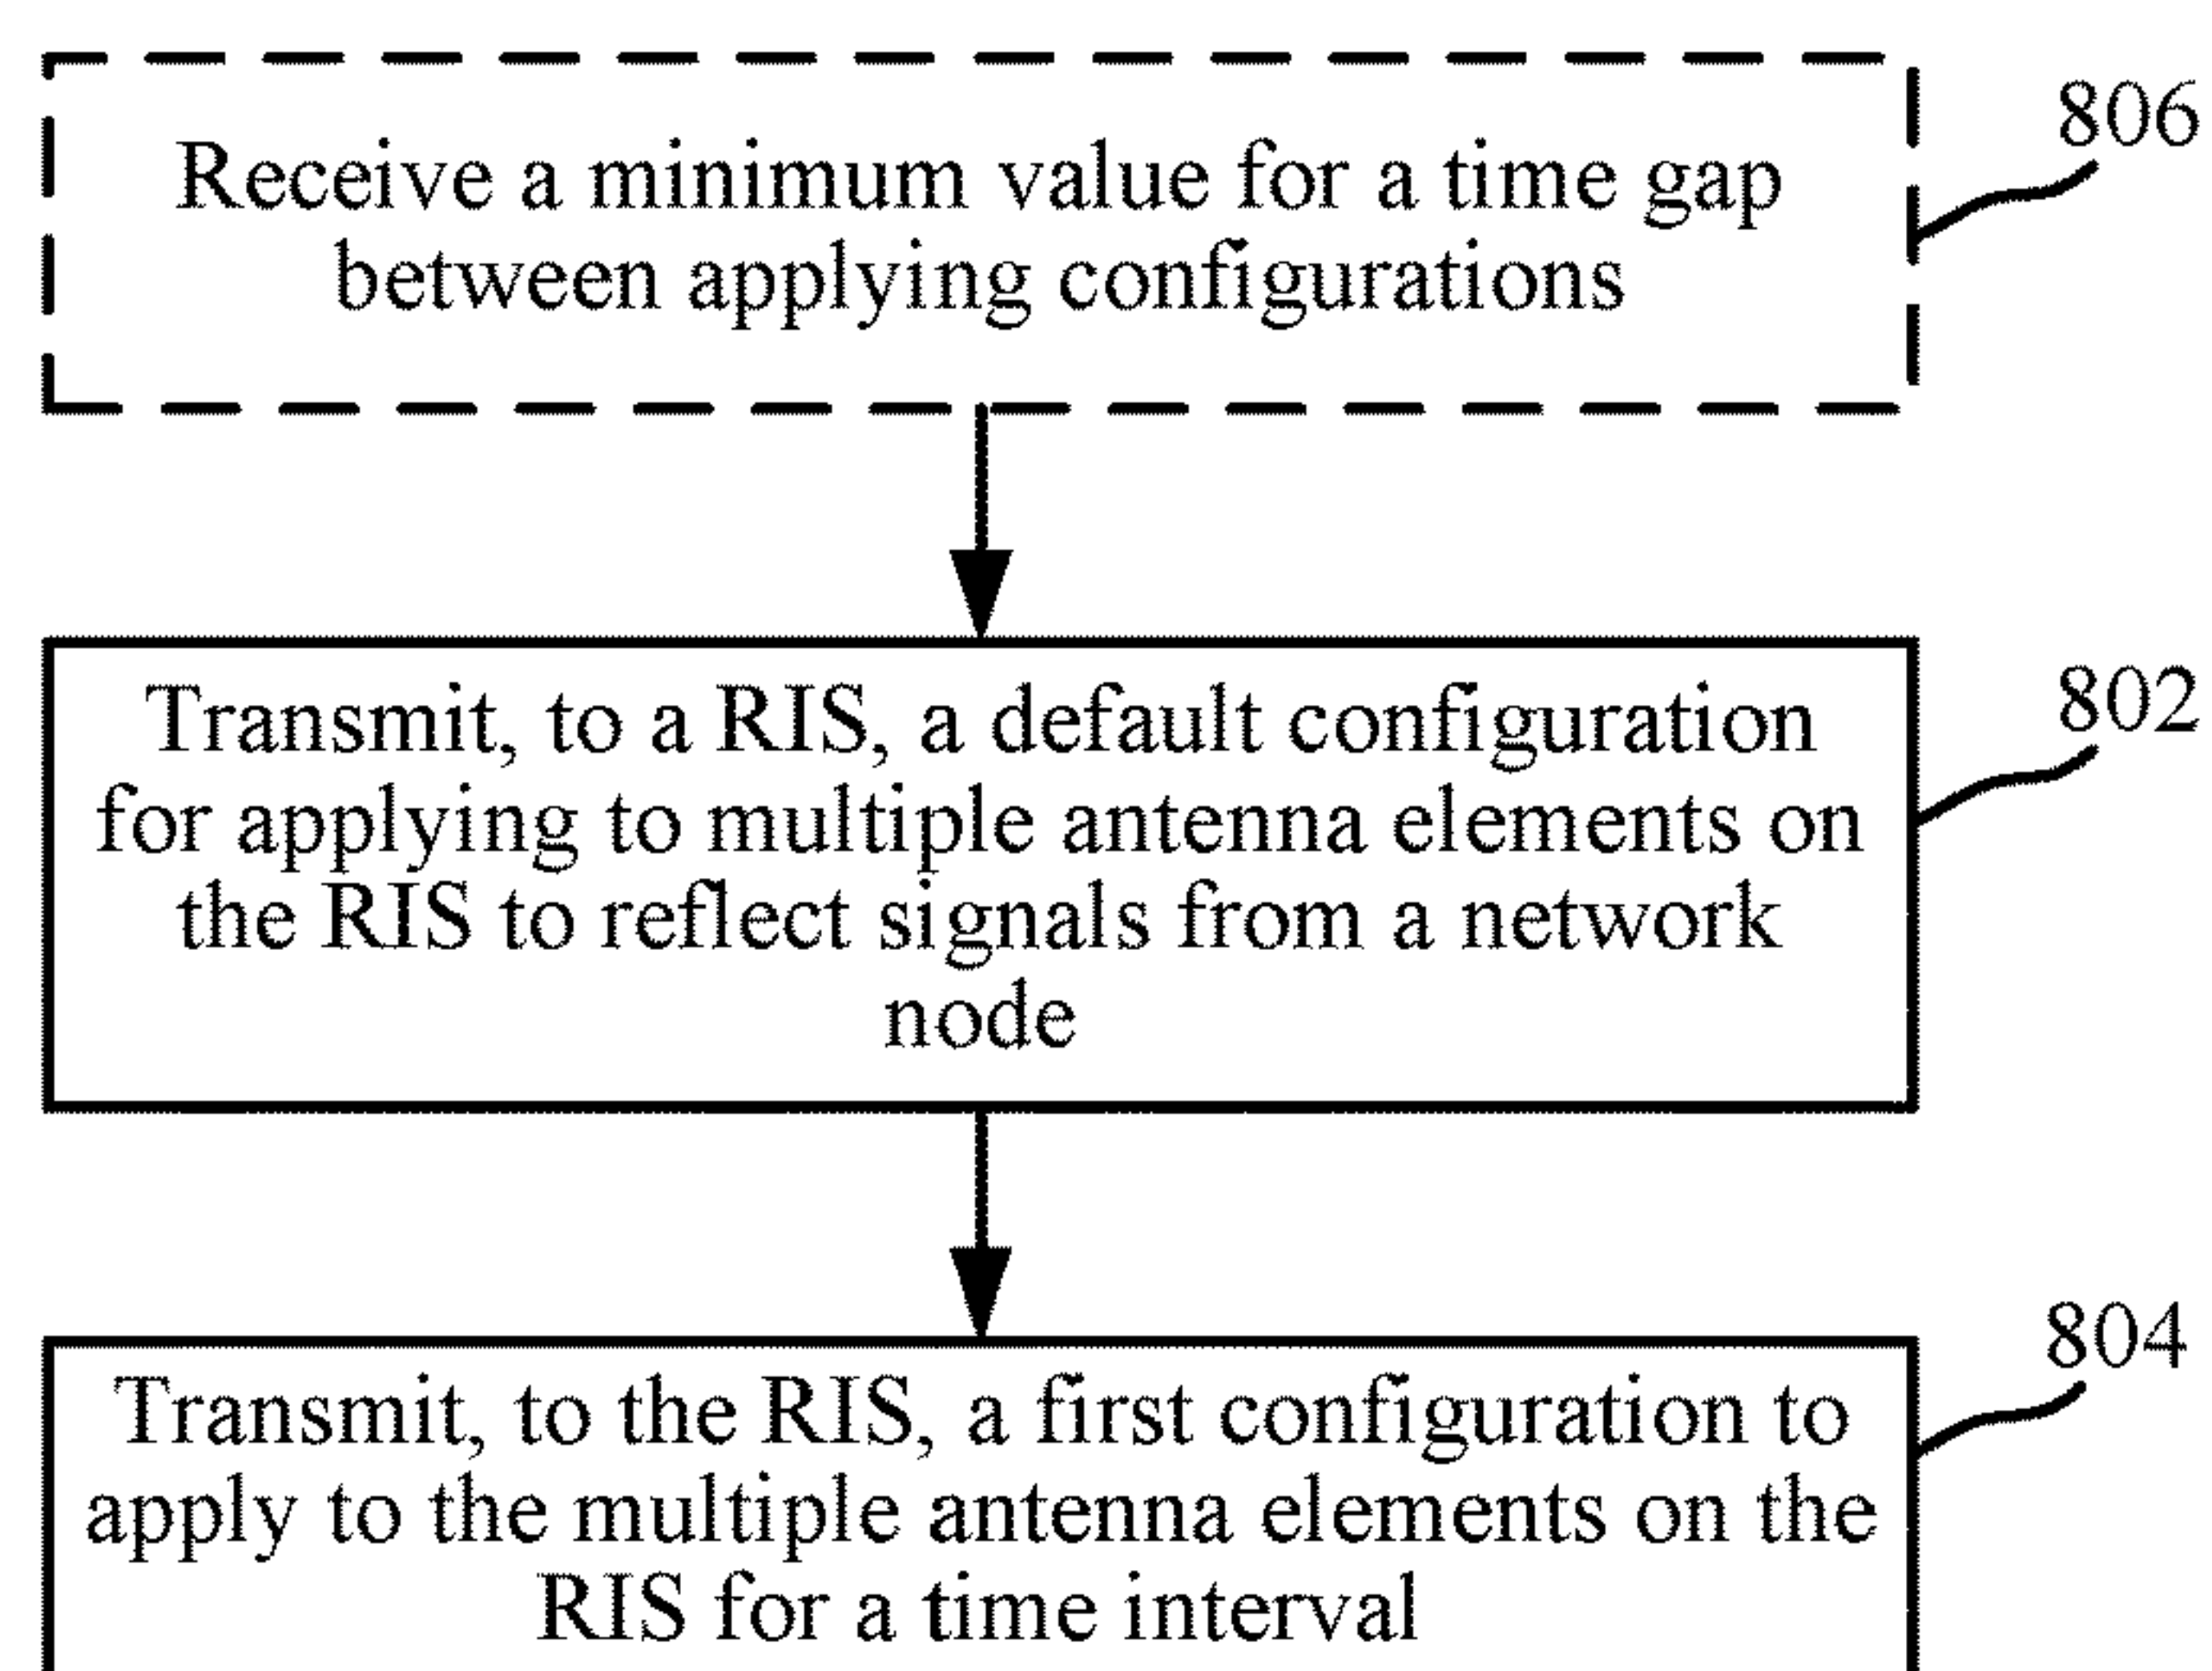 806
Receive a minimum value for a time gap
between applying configurations
802
Transmit, to a RIS, a default configuration
for applying to multiple antenna elements on
the RIS to reflect signals from a network
node
804
Transmit, to the RIS, a first configuration to
apply to the multiple antenna elements on the
RIS for a time interval